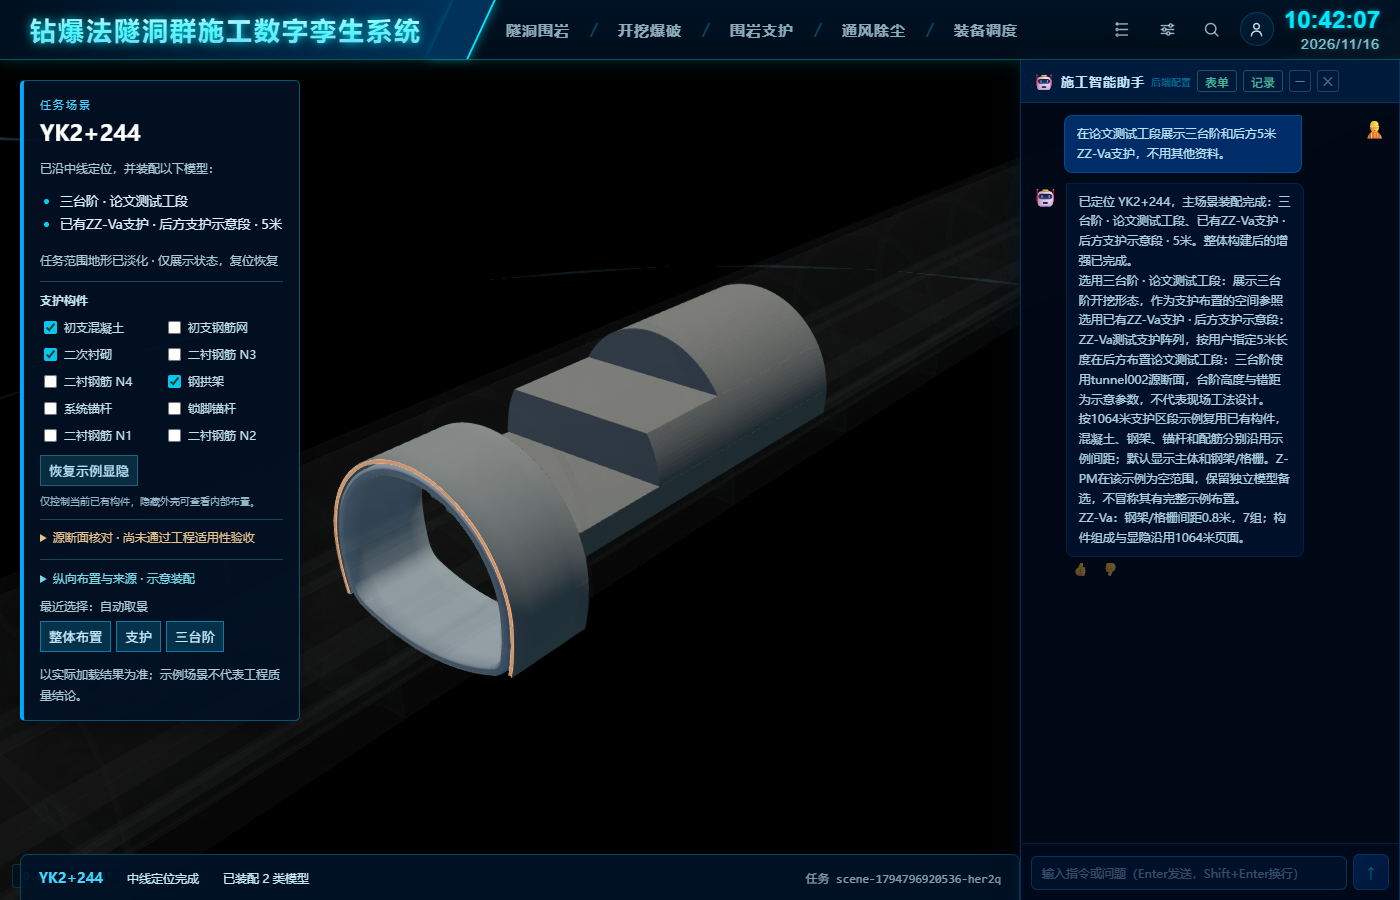 钻爆法隧洞群施工数字孪生系统
隧洞围岩 / 开挖爆破 / 围岩支护 / 通风除尘 / 装备调度
10:42:07
2026/11/16
任务场景
YK2+244
已沿中线定位，并装配以下模型：
三台阶 · 论文测试工段
已有ZZ-Va支护 · 后方支护示意段 · 5米
任务范围地形已淡化 · 仅展示状态，复位恢复
支护构件
初支混凝土 初支钢筋网
二次衬砌 二衬钢筋 N3
二衬钢筋 N4 钢拱架
系统锚杆 锁脚锚杆
二衬钢筋 N1 二衬钢筋 N2
恢复示例显隐
仅控制当前已有构件，隐藏外壳可查看内部布置。
源断面核对 · 尚未通过工程适用性验收
纵向布置与来源 · 示意装配
最近选择：自动取景
整体布置 支护 三台阶
以实际加载结果为准；示例场景不代表工程质
量结论。
施工智能助手 后端配置 表单 记录
在论文测试工段展示三台阶和后方5米
ZZ-Va支护，不用其他资料。
已定位 YK2+244，主场景装配完成：三
台阶 · 论文测试工段、已有ZZ-Va支护 ·
后方支护示意段 · 5米。整体构建后的增
强已完成。
选用三台阶 · 论文测试工段：展示三台
阶开挖形态，作为支护布置的空间参照
选用已有ZZ-Va支护 · 后方支护示意段：
ZZ-Va测试支护阵列，按用户指定5米长
度在后方布置论文测试工段：三台阶使
用tunnel002源断面，台阶高度与错距
为示意参数，不代表现场工法设计。
按1064米支护区段示例复用已有构件，
混凝土、钢架、锚杆和配筋分别沿用示
例间距；默认显示主体和钢架/格栅。Z-
PM在该示例为空范围，保留独立模型备
选，不冒称其有完整示例布置。
ZZ-Va：钢架/格栅间距0.8米，7组；构
件组成与显隐沿用1064米页面。
输入指令或问题（Enter发送，Shift+Enter换行）
YK2+244 中线定位完成 已装配 2 类模型 任务 scene-1794796920536-her2q